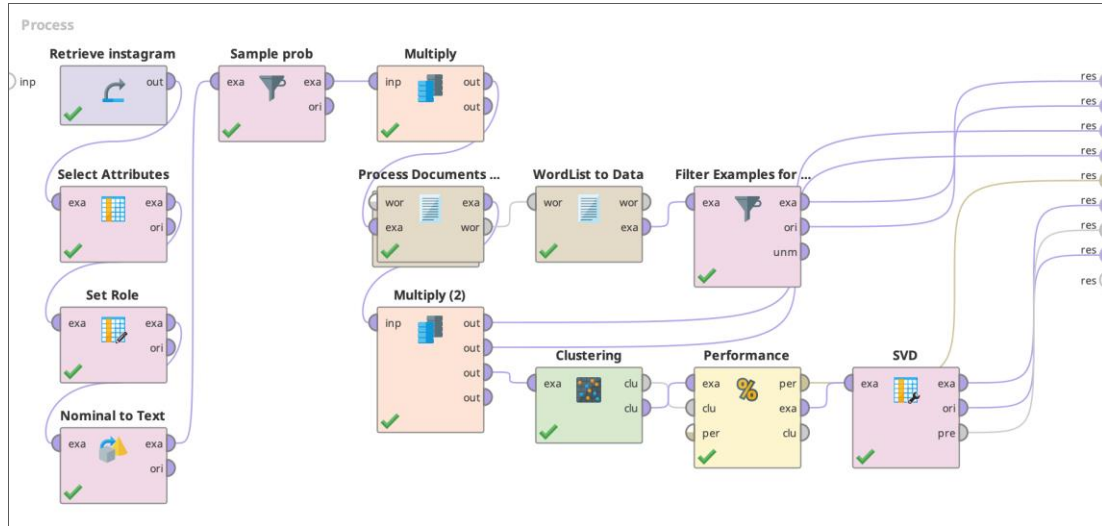 Process
inp
Retrieve instagram
out
Sample prob
exa exa
ori
Multiply
inp out
out
Select Attributes
exa exa
ori
Process Documents ...
wor exa
exa wor
WordList to Data
wor wor
exa
Filter Examples for ...
exa exa
ori
unm
Set Role
exa exa
ori
Multiply (2)
inp out
out
out
out
Clustering
exa clu
clu
Performance
exa per
clu exa
per clu
SVD
exa exa
ori
pre
Nominal to Text
exa exa
ori
res
res
res
res
res
res
res
res
res